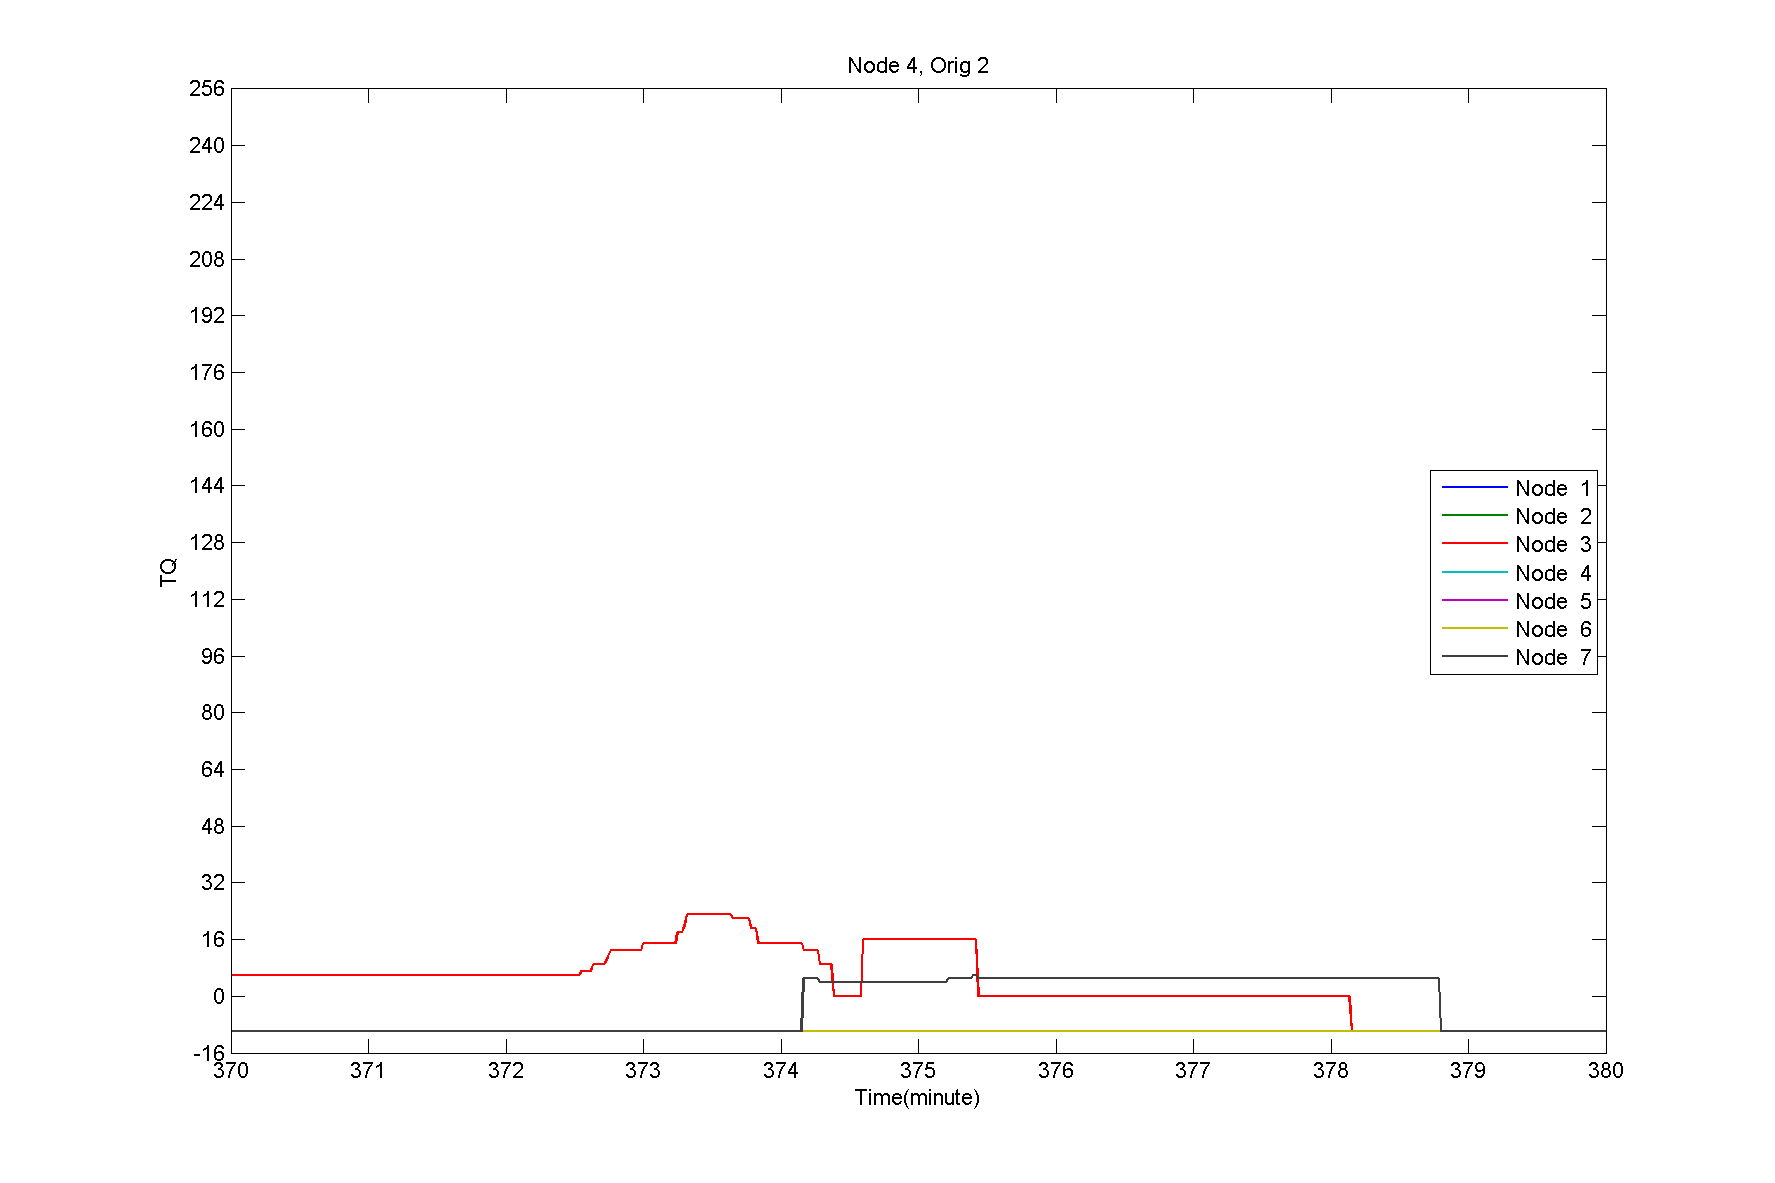 Node 4, Orig 2
256
240
224
208
192
176
160
144
128
112
96
80
64
48
32
16
0
-16
TQ
Node 1
Node 2
Node 3
Node 4
Node 5
Node 6
Node 7
370 371 372 373 374 375 376 377 378 379 380
Time(minute)